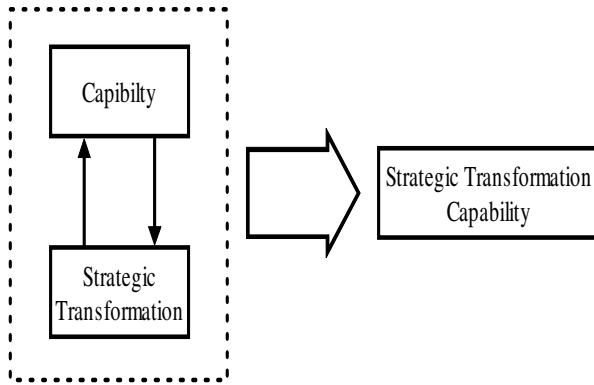 Capibilty
Strategic
Transformation
Strategic Transformation
Capability